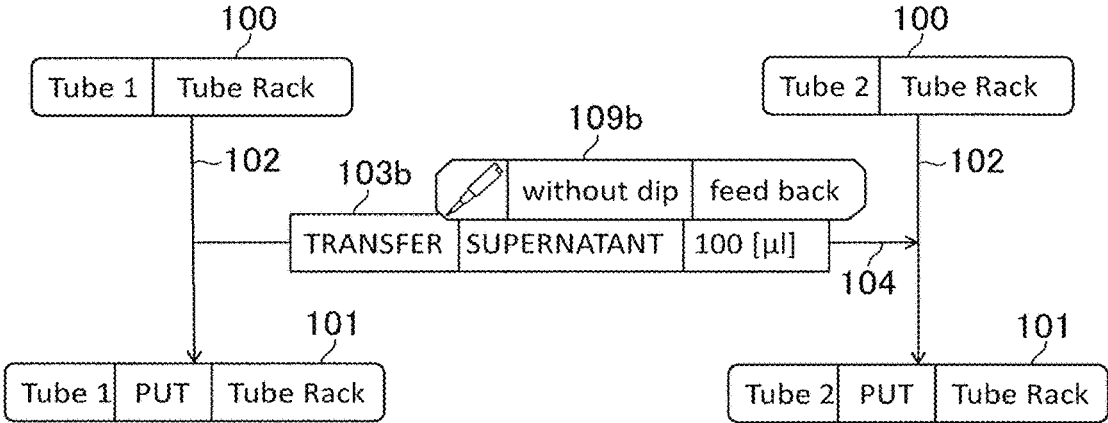 100 100
Tube 1 Tube Rack Tube 2 Tube Rack
109b
102 102
103b
without dip feed back
TRANSFER SUPERNATANT 100 [µl]
104
101 101
Tube 1 PUT Tube Rack Tube 2 PUT Tube Rack